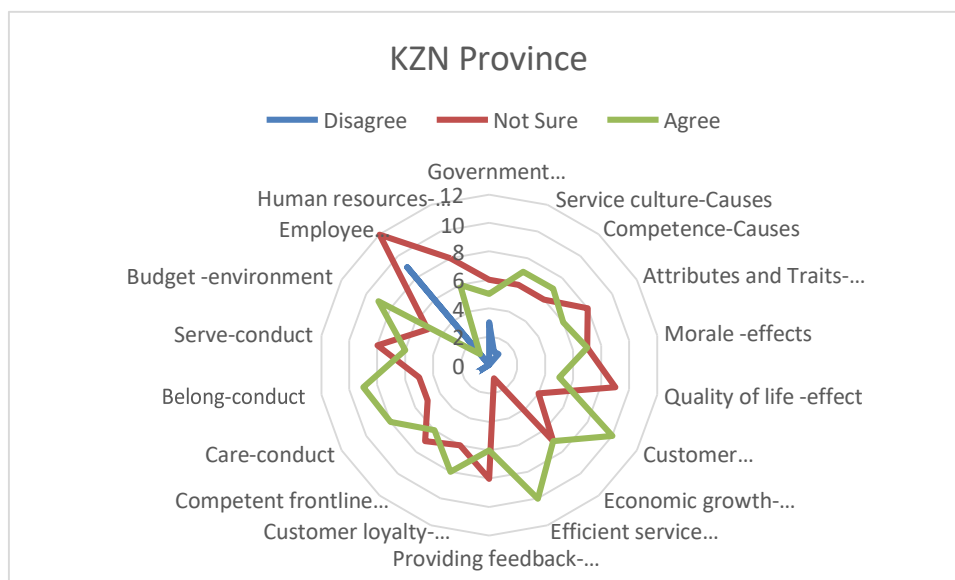 KZN Province
Disagree Not Sure Agree
Government...
Human resources-...
Service culture-Causes
Employee...
Competence-Causes
Budget -environment
Attributes and Traits-...
Serve-conduct
Morale -effects
Belong-conduct
Quality of life -effect
Care-conduct
Customer...
Competent frontline...
Economic growth-...
Customer loyalty-...
Efficient service...
Providing feedback-...
12
10
8
6
4
2
0